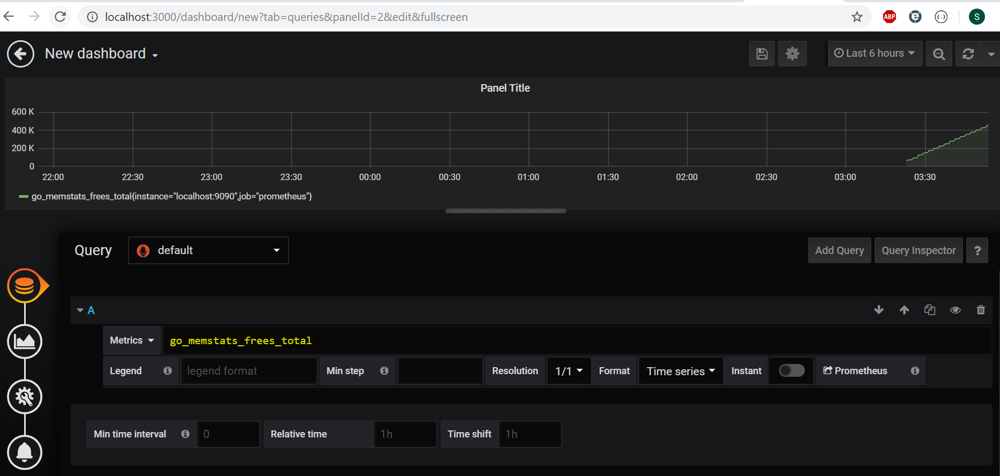 localhost:3000/dashboard/new?tab=queries&panelId=2&edit&fullscreen
ABP
e
{...}
S
New dashboard
Last 6 hours
Panel Title
600 K
400 K
200 K
0
22:00 22:30 23:00 23:30 00:00 00:30 01:00 01:30 02:00 02:30 03:00 03:30
go_memstats_frees_total{instance="localhost:9090",job="prometheus"}
Query default Add Query Query Inspector ?
A
Metrics go_memstats_frees_total
Legend legend format Min step Resolution 1/1 Format Time series Instant Prometheus
Min time interval 0 Relative time 1h Time shift 1h